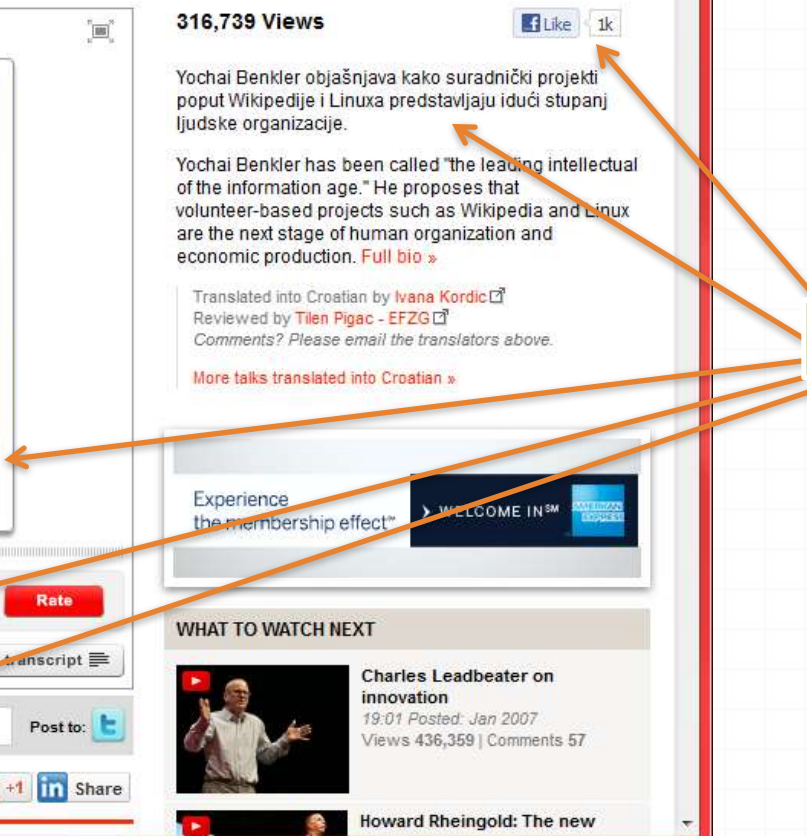 316,739 Views
Like 1k
Yochai Benkler objašnjava kako suradnički projekti
poput Wikipedije i Linuxa predstavljaju idući stupanj
ljudske organizacije.
Yochai Benkler has been called "the leading intellectual
of the information age." He proposes that
volunteer-based projects such as Wikipedia and Linux
are the next stage of human organization and
economic production. Full bio »
Translated into Croatian by Ivana Kordic
Reviewed by Tilen Pigac - EFZG
Comments? Please email the translators above.
More talks translated into Croatian »
Experience
the membership effect℠
WELCOME IN℠
AMERICAN
EXPRESS
Rate
transcript
Post to:
+1 in Share
WHAT TO WATCH NEXT
Charles Leadbeater on
innovation
19:01 Posted: Jan 2007
Views 436,359 | Comments 57
Howard Rheingold: The new